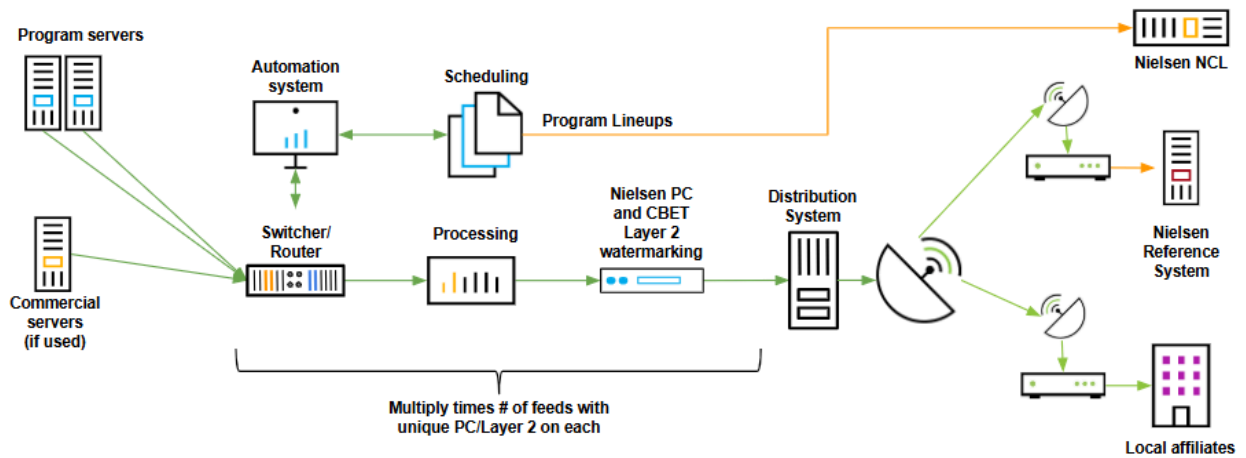 Program servers
Automation
system
Scheduling
Nielsen NCL
Program Lineups
Nielsen PC
and CBET
Layer 2
watermarking
Distribution
System
Switcher/
Router
Processing
Nielsen
Reference
System
Commercial
servers
(if used)
Multiply times # of feeds with
unique PC/Layer 2 on each
Local affiliates